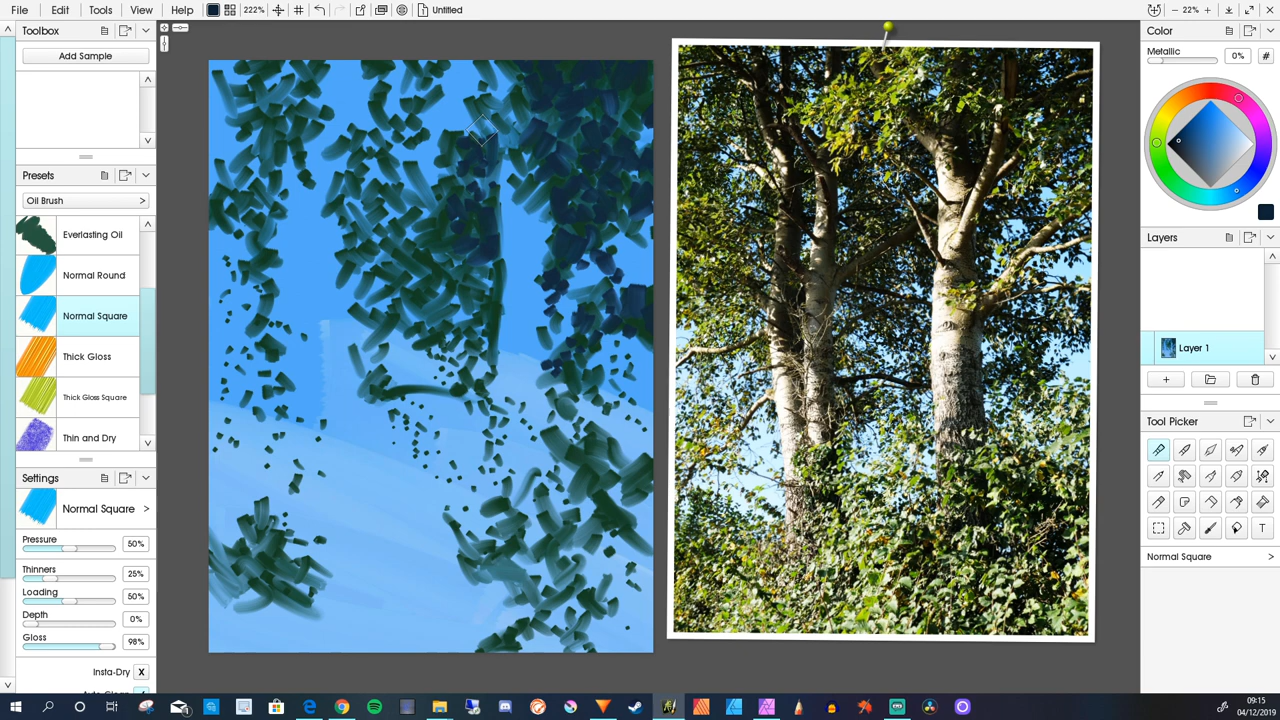 File Edit Tools View Help 222% Untitled 22%
Toolbox
Add Sample
Presets
Oil Brush >
Everlasting Oil
Normal Round
Normal Square
Thick Gloss
Thick Gloss Square
Thin and Dry
Settings
Normal Square >
Pressure
50%
Thinners
25%
Loading
50%
Depth
0%
Gloss
98%
Insta-Dry X
Color
Metallic
0% #
Layers
Layer 1
Tool Picker
T
Normal Square >
09:15
04/12/2019